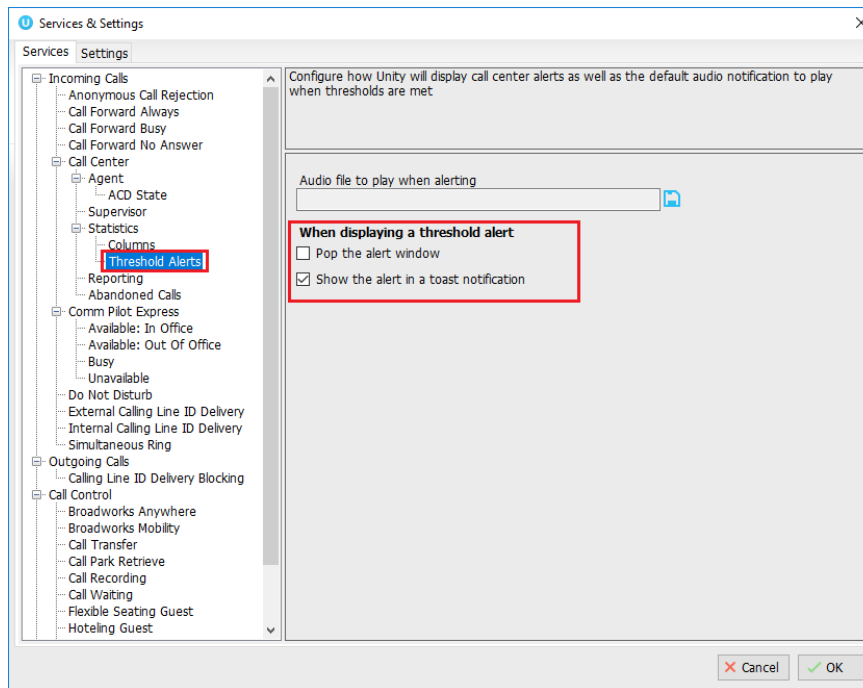 Services & Settings
Services
Settings
Incoming Calls
Anonymous Call Rejection
Call Forward Always
Call Forward Busy
Call Forward No Answer
Call Center
Agent
ACD State
Supervisor
Statistics
Columns
Threshold Alerts
Reporting
Abandoned Calls
Comm Pilot Express
Available: In Office
Available: Out Of Office
Busy
Unavailable
Do Not Disturb
External Calling Line ID Delivery
Internal Calling Line ID Delivery
Simultaneous Ring
Outgoing Calls
Calling Line ID Delivery Blocking
Call Control
Broadworks Anywhere
Broadworks Mobility
Call Transfer
Call Park Retrieve
Call Recording
Call Waiting
Flexible Seating Guest
Hoteling Guest
Configure how Unity will display call center alerts as well as the default audio notification to play
when thresholds are met
Audio file to play when alerting
When displaying a threshold alert
Pop the alert window
Show the alert in a toast notification
Cancel
OK